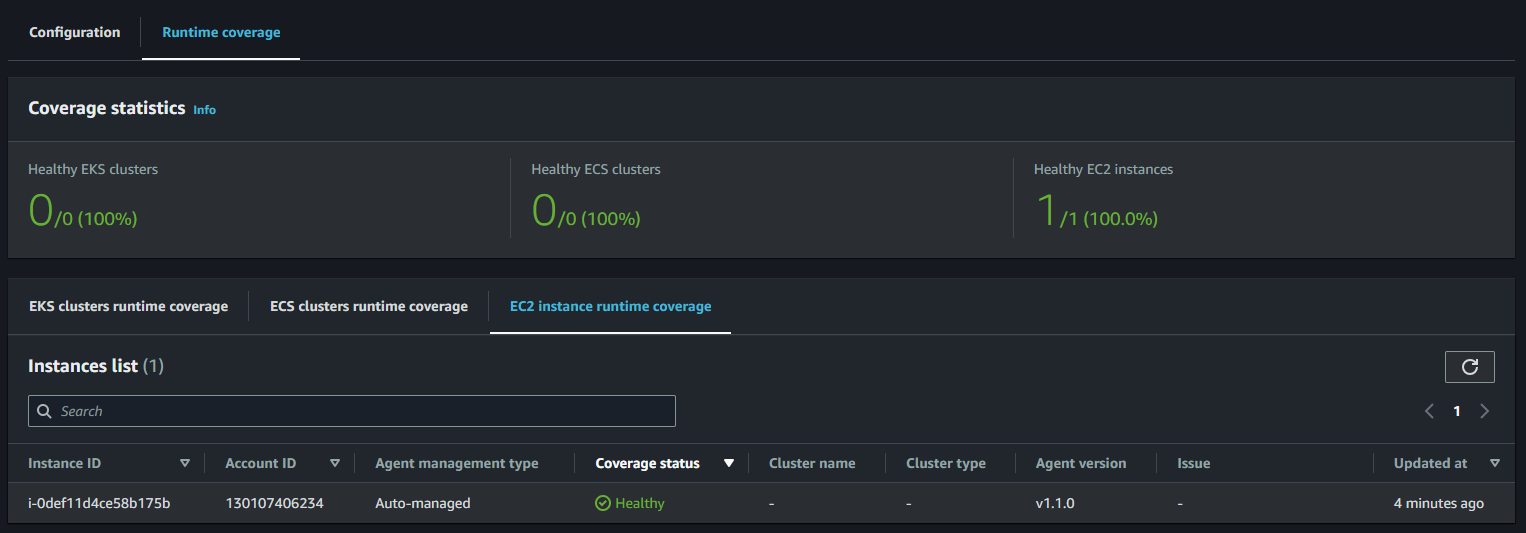 Configuration
Runtime coverage
Coverage statistics Info
Healthy EKS clusters
0/0 (100%)
Healthy ECS clusters
0/0 (100%)
Healthy EC2 instances
1/1 (100.0%)
EKS clusters runtime coverage
ECS clusters runtime coverage
EC2 instance runtime coverage
Instances list (1)
Search
1
Instance ID Account ID Agent management type Coverage status Cluster name Cluster type Agent version Issue Updated at
i-0def11d4ce58b175b 130107406234 Auto-managed Healthy - - v1.1.0 - 4 minutes ago